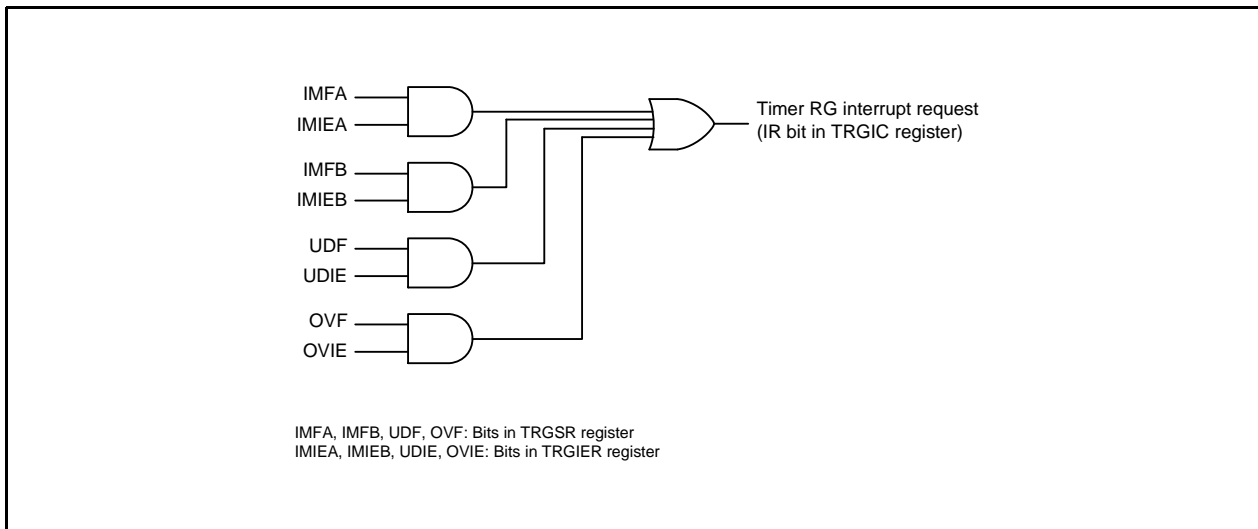 IMFA
IMIEA
IMFB
IMIEB
UDF
UDIE
OVF
OVIE
Timer RG interrupt request
(IR bit in TRGIC register)
IMFA, IMFB, UDF, OVF: Bits in TRGSR register
IMIEA, IMIEB, UDIE, OVIE: Bits in TRGIER register